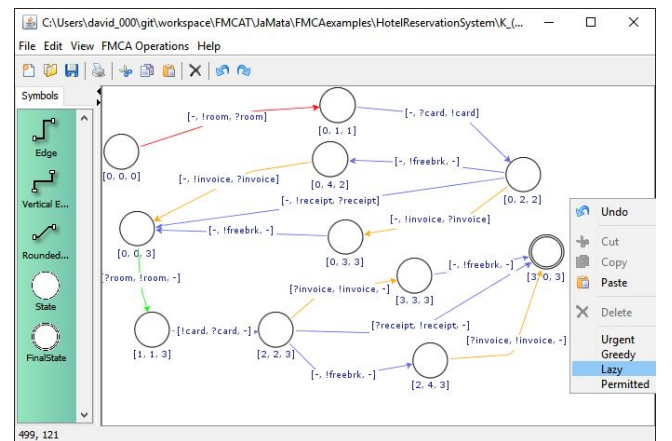 C:\Users\david_000\git\workspace\FMCAT\JaMata\FMCAexamples\HotelReservationSystem\K_(...
File Edit View FMCA Operations Help
Symbols
Edge
Vertical E...
Rounded...
State
FinalState
[-, !room, ?room]
[0, 1, 1]
[-, ?card, !card]
[0, 0, 0]
[-, !invoice, ?invoice]
[0, 4, 2]
[-, !freebrk, -]
[0, 2, 2]
[-, !receipt, ?receipt]
[-, !invoice, ?invoice]
[0, 0, 3]
[-, !freebrk, -]
[0, 3, 3]
[?room, !room, -]
[?invoice, !invoice, -]
[3, 3, 3]
[-, !freebrk, -]
[3, 0, 3]
[1, 1, 3]
[!card, ?card, -]
[2, 2, 3]
[?receipt, !receipt, -]
[?invoice, !invoice, -]
[-, !freebrk, -]
[2, 4, 3]
Undo
Cut
Copy
Paste
Delete
Urgent
Greedy
Lazy
Permitted
499, 121